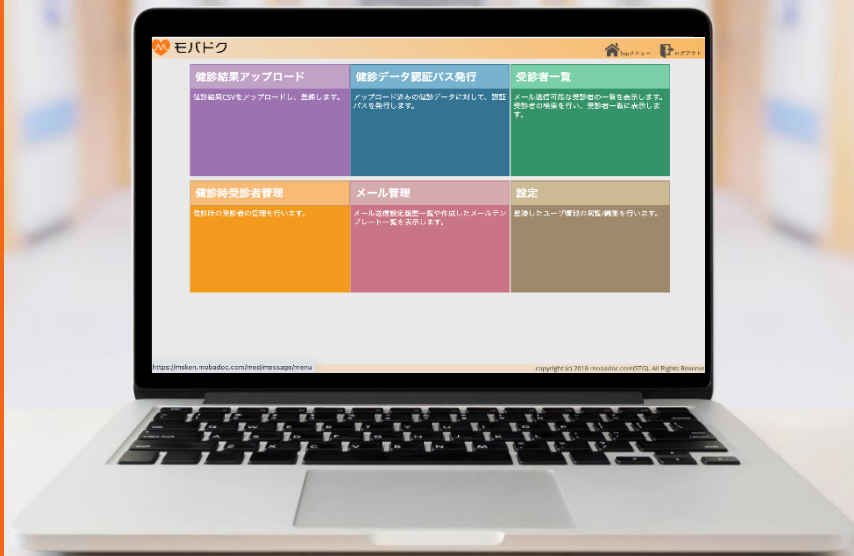 モバドク
Topメニュー
ログアウト
健診結果アップロード
健診データ認証パス発行
受診者一覧
健診結果CSVをアップロードし、登録します。
アップロード済みの健診データに対して、認証
パスを発行します。
メール送信可能な受診者の一覧を表示します。
受診者の検索を行い、受診者一覧に表示しま
す。
健診時受診者管理
メール管理
設定
健診時の受診者の管理を行います。
メール送信設定履歴一覧や作成したメールテン
プレート一覧を表示します。
登録したユーザ情報の閲覧/編集を行います。
https://msken.mobadoc.com/med/message/menu
copyright (c) 2018 mobadoc.com(STG). All Rights Reserve